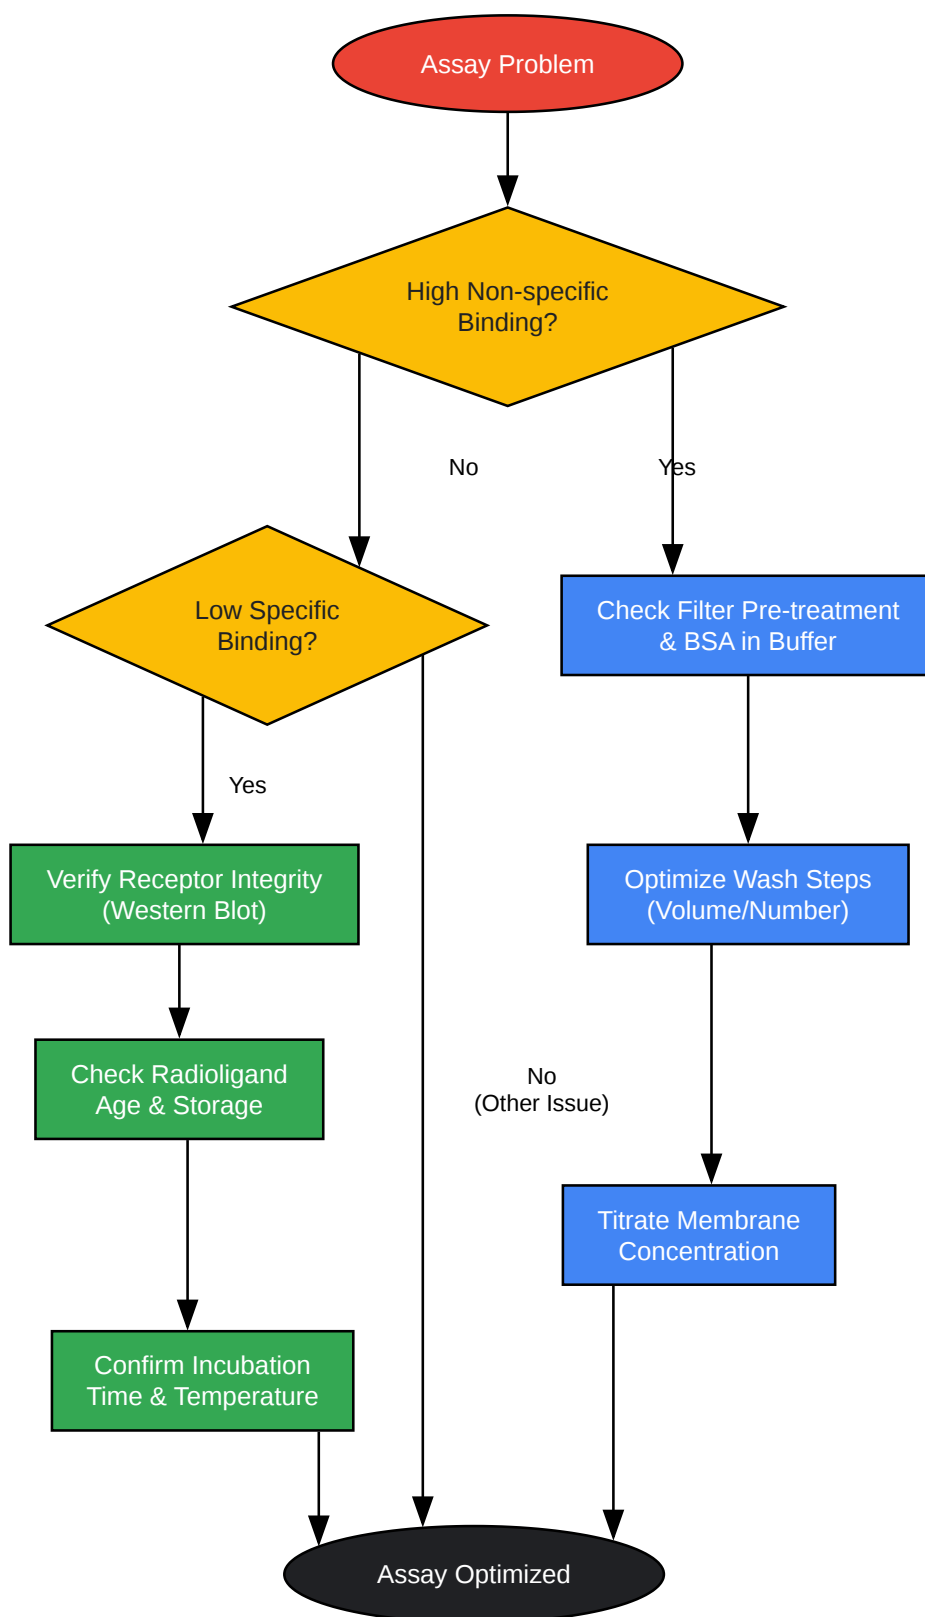 Assay Problem
High Non-specific
Binding?
No
Yes
Low Specific
Binding?
Check Filter Pre-treatment
& BSA in Buffer
Yes
Verify Receptor Integrity
(Western Blot)
Optimize Wash Steps
(Volume/Number)
Check Radioligand
Age & Storage
No
(Other Issue)
Titrate Membrane
Concentration
Confirm Incubation
Time & Temperature
Assay Optimized